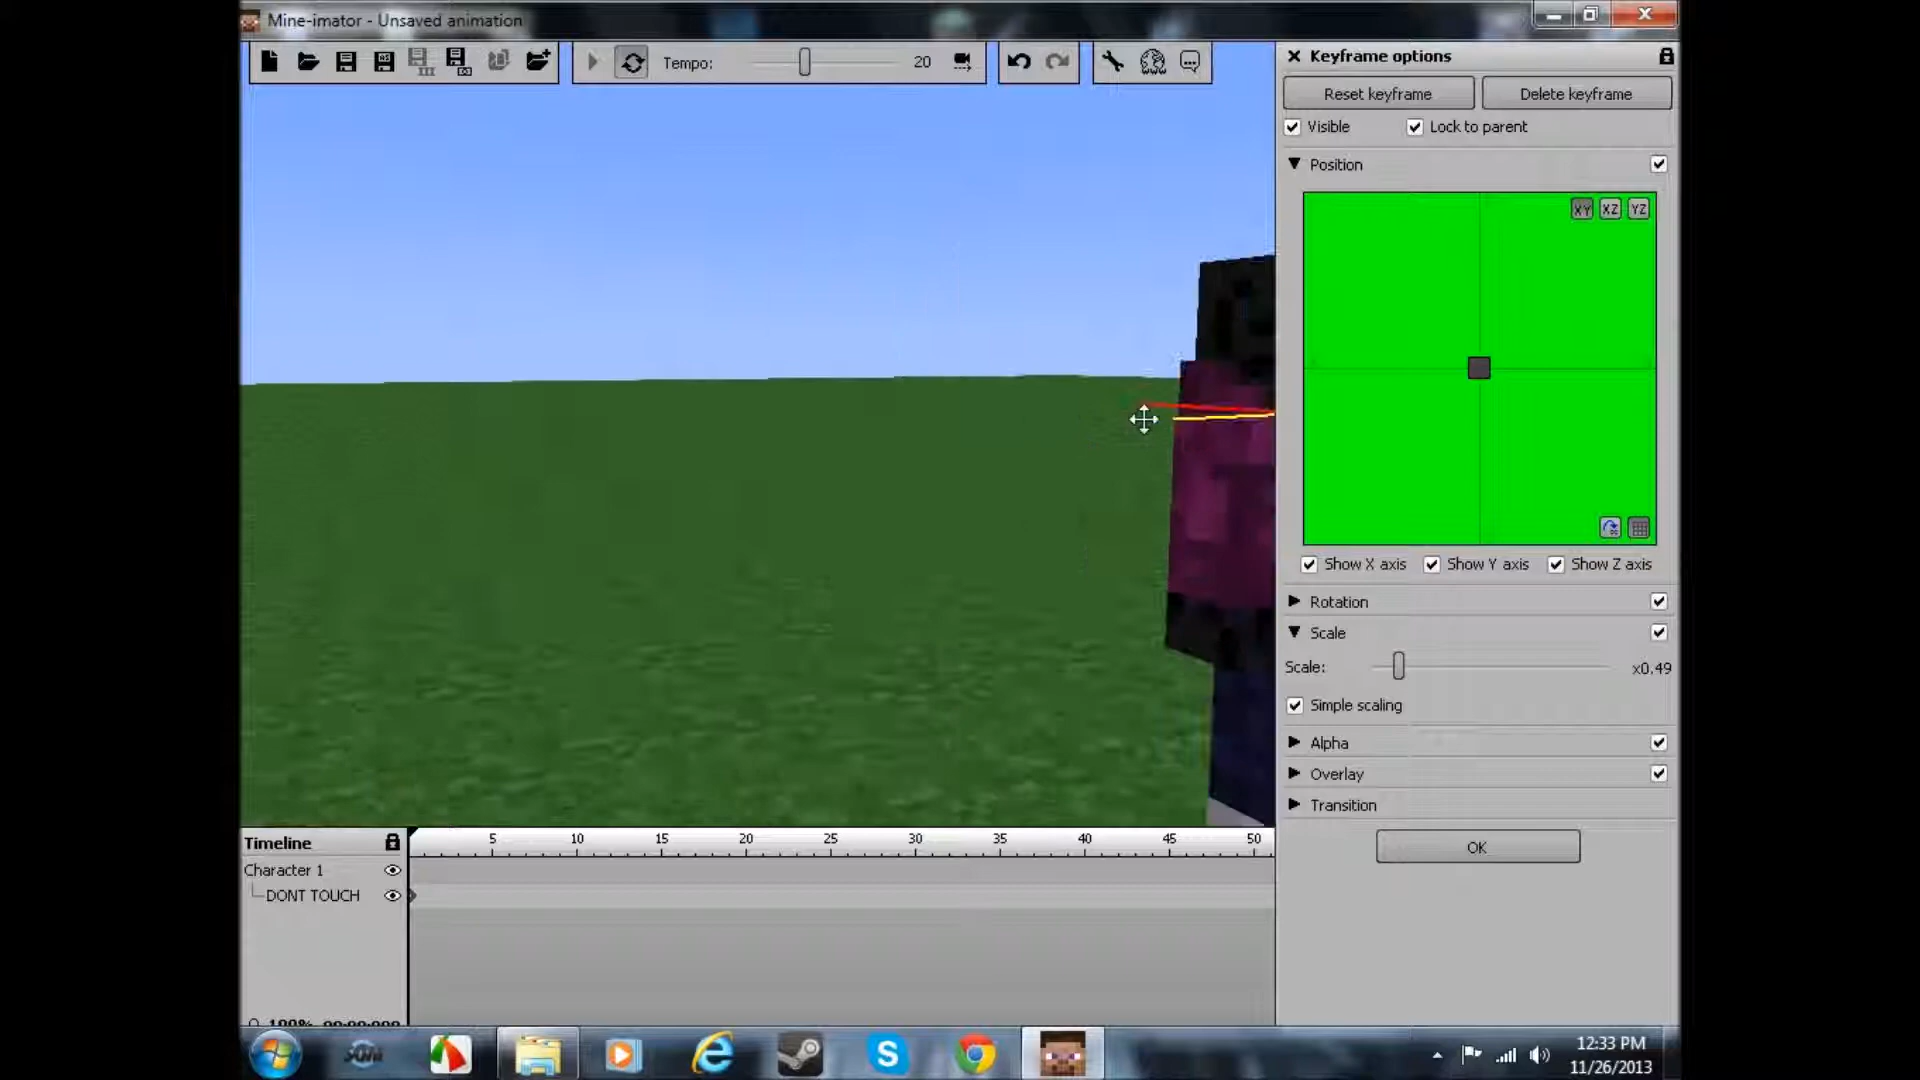 Mine-imator - Unsaved animation
Tempo: 20
Keyframe options
Reset keyframe Delete keyframe
Visible Lock to parent
Position
XY XZ YZ
Show X axis Show Y axis Show Z axis
Rotation
Scale
Scale: x0.49
Simple scaling
Alpha
Overlay
Transition
OK
Timeline 5 10 15 20 25 30 35 40 45 50
Character 1
DONT TOUCH
100%
12:33 PM
11/26/2013